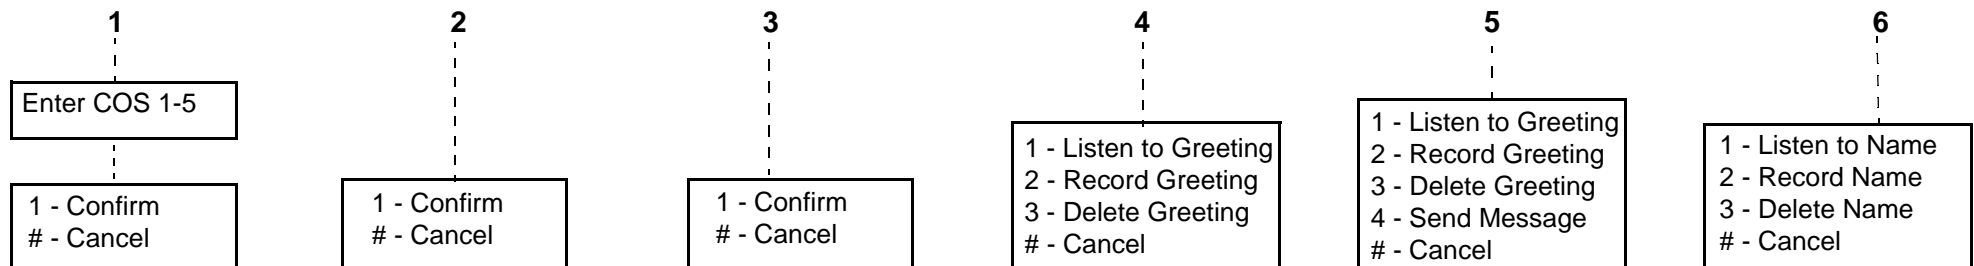 1
Enter COS 1-5
1 - Confirm
# - Cancel
2
1 - Confirm
# - Cancel
3
1 - Confirm
# - Cancel
4
1 - Listen to Greeting
2 - Record Greeting
3 - Delete Greeting
# - Cancel
5
1 - Listen to Greeting
2 - Record Greeting
3 - Delete Greeting
4 - Send Message
# - Cancel
6
1 - Listen to Name
2 - Record Name
3 - Delete Name
# - Cancel